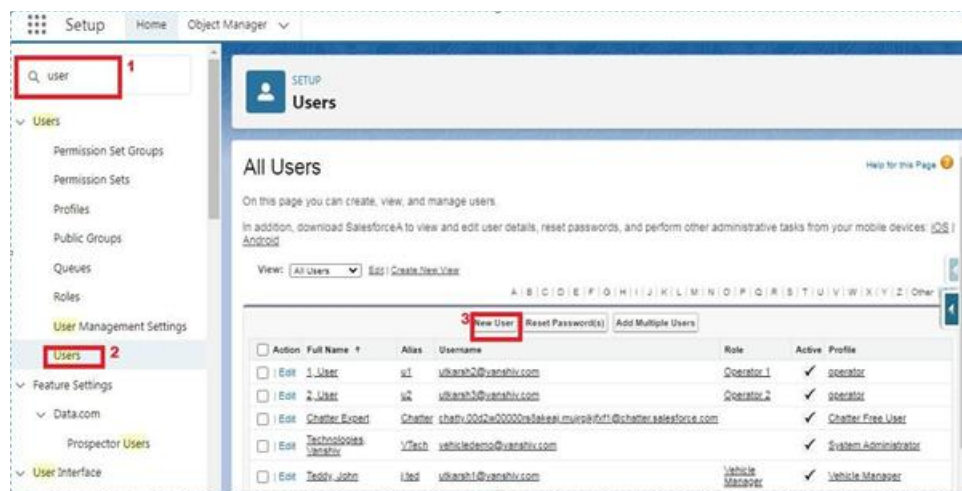 Setup Home Object Manager
user 1
Users
Permission Set Groups
Permission Sets
Profiles
Public Groups
Queues
Roles
User Management Settings
Users 2
Feature Settings
Data.com
Prospector Users
User Interface
SETUP
Users
All Users
Help for this Page
On this page you can create, view, and manage users.
In addition, download SalesforceA to view and edit user details, reset passwords, and perform other administrative tasks from your mobile devices: iOS |
Android
View: All Users Edit | Create New View
A | B | C | D | E | F | G | H | I | J | K | L | M | N | O | P | Q | R | S | T | U | V | W | X | Y | Z | Other
3 New User Reset Password(s) Add Multiple Users
Action Full Name ↑ Alias Username Role Active Profile
Edit 1, User u1 utkarsh2@vanshiv.com Operator 1 ✓ operator
Edit 2, User u2 utkarsh3@vanshiv.com Operator 2 ✓ operator
Edit Chatter Expert Chatter ✓ Chatter Free User
Edit Technologies, Vanshiv VTech vehicledemo@vanshiv.com ✓ System Administrator
Edit Teddy, John j.ted utkarsh1@vanshiv.com Vehicle Manager ✓ Vehicle Manager